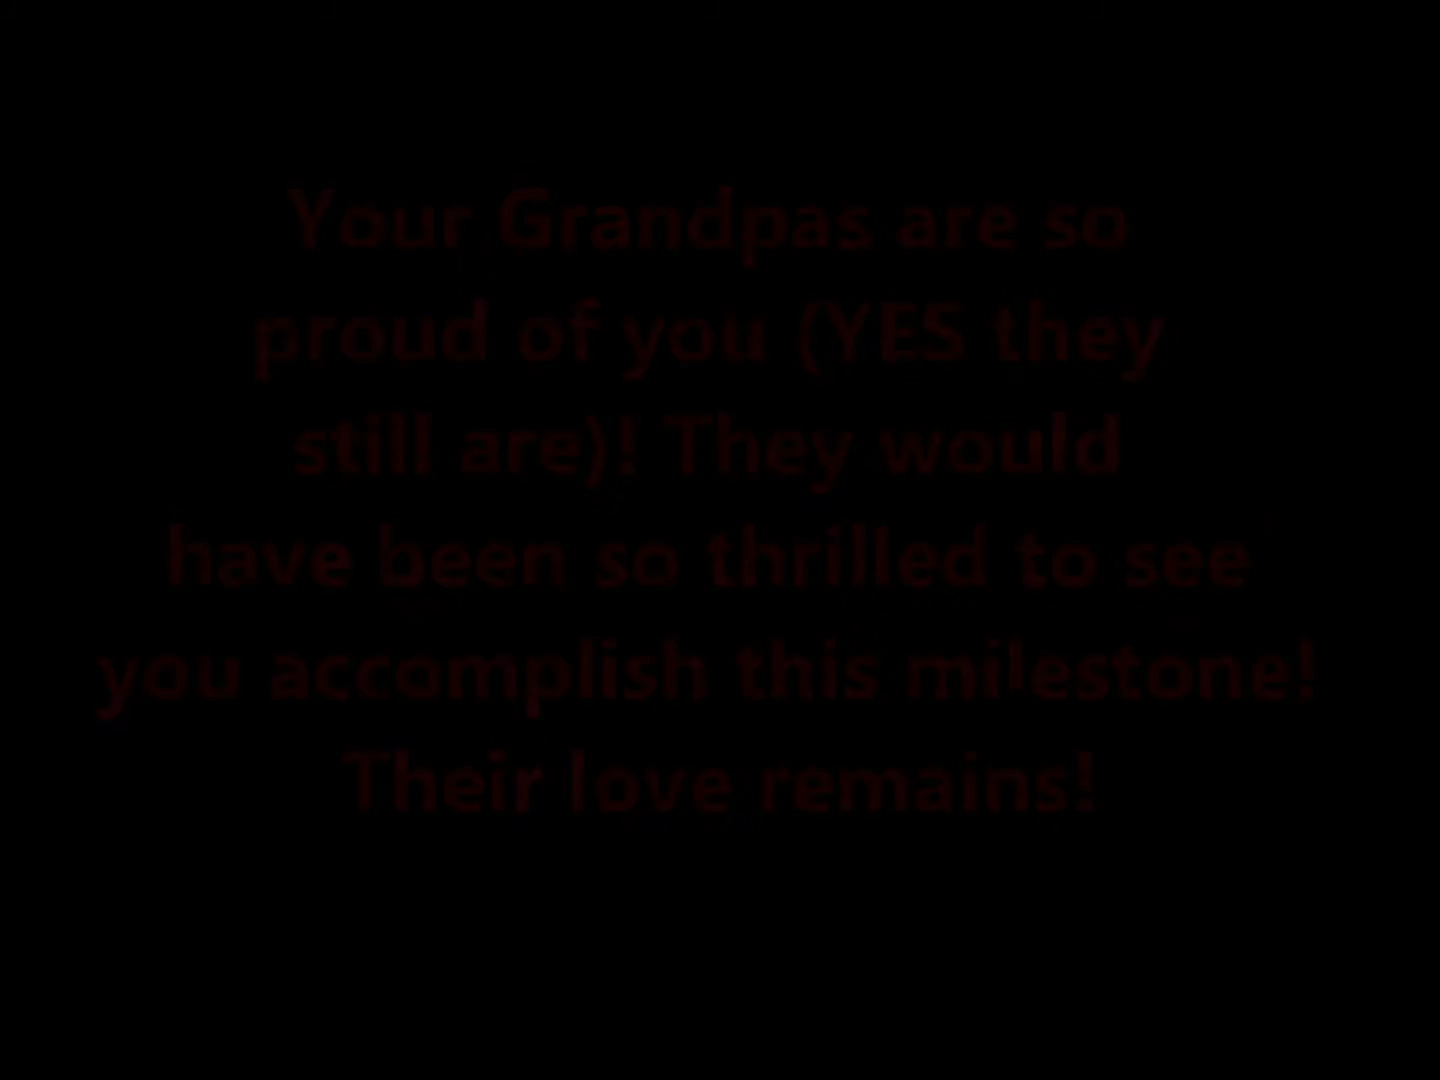 Your Grandpas are so
proud of you (YES they
still are)! They would
have been so thrilled to see
you accomplish this milestone!
Their love remains!